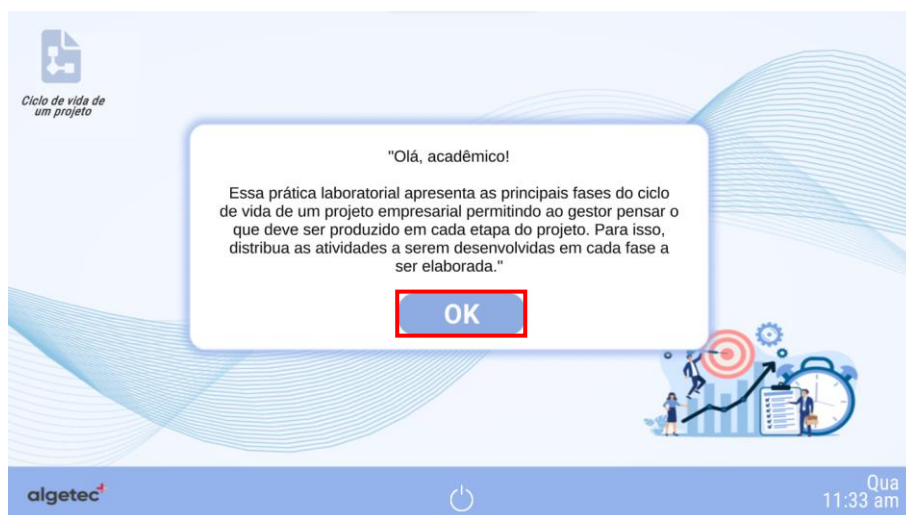 Ciclo de vida de
um projeto
"Olá, acadêmico!
Essa prática laboratorial apresenta as principais fases do ciclo
de vida de um projeto empresarial permitindo ao gestor pensar o
que deve ser produzido em cada etapa do projeto. Para isso,
distribua as atividades a serem desenvolvidas em cada fase a
ser elaborada."
OK
algetec
Qua
11:33 am